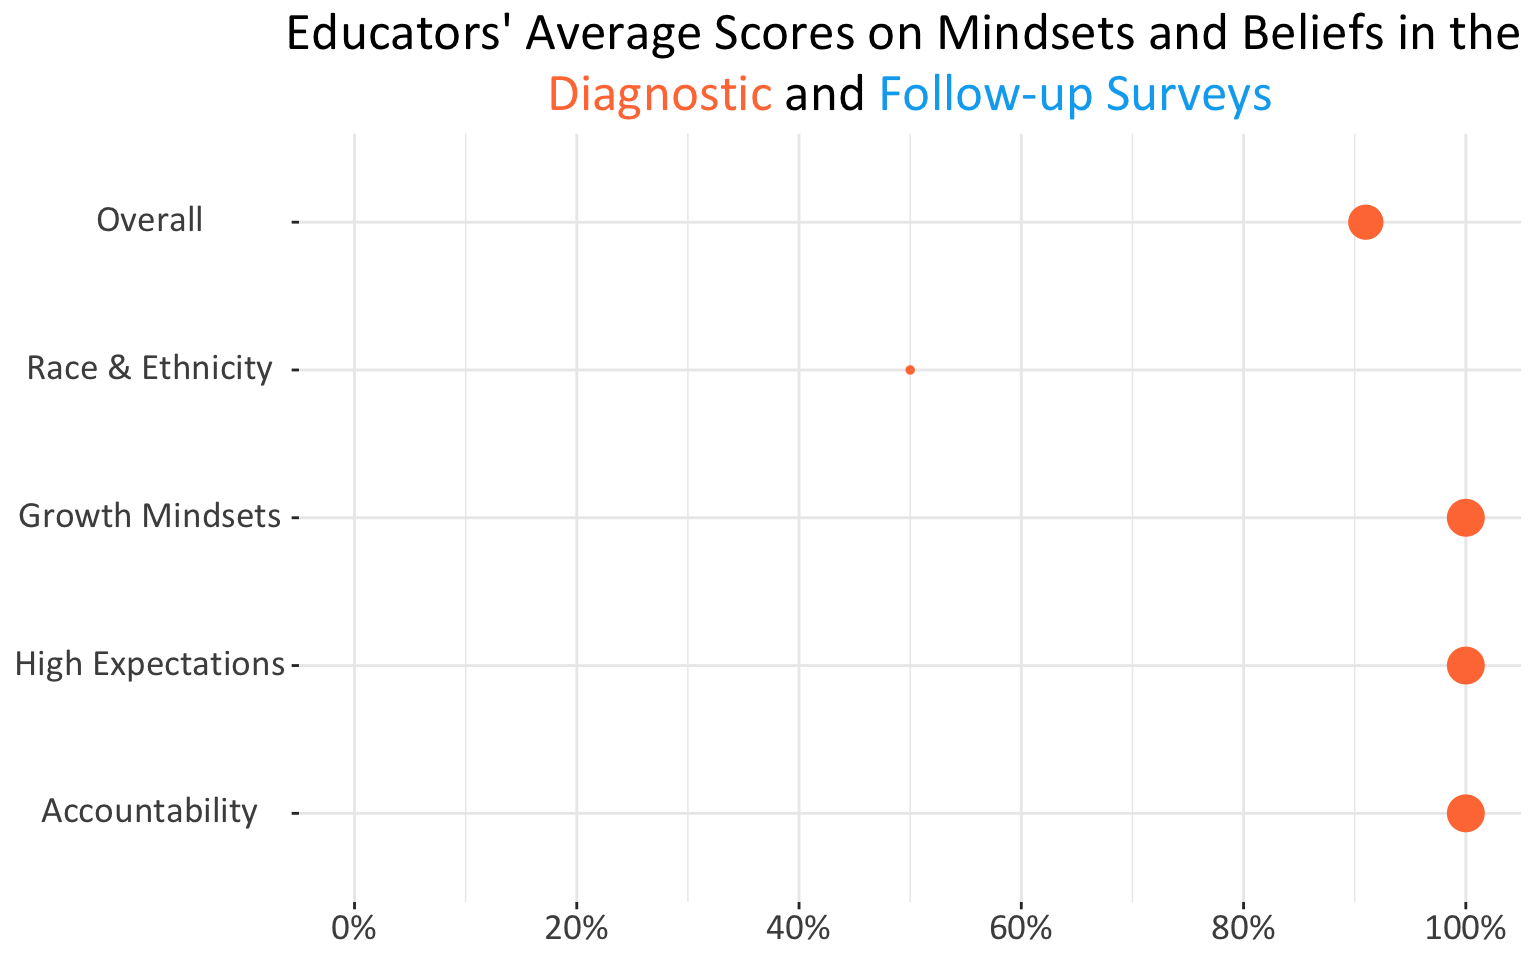 Educators' Average Scores on Mindsets and Beliefs in the
Diagnostic and Follow-up Surveys
Overall
Race & Ethnicity
Growth Mindsets
High Expectations
Accountability
0% 20% 40% 60% 80% 100%